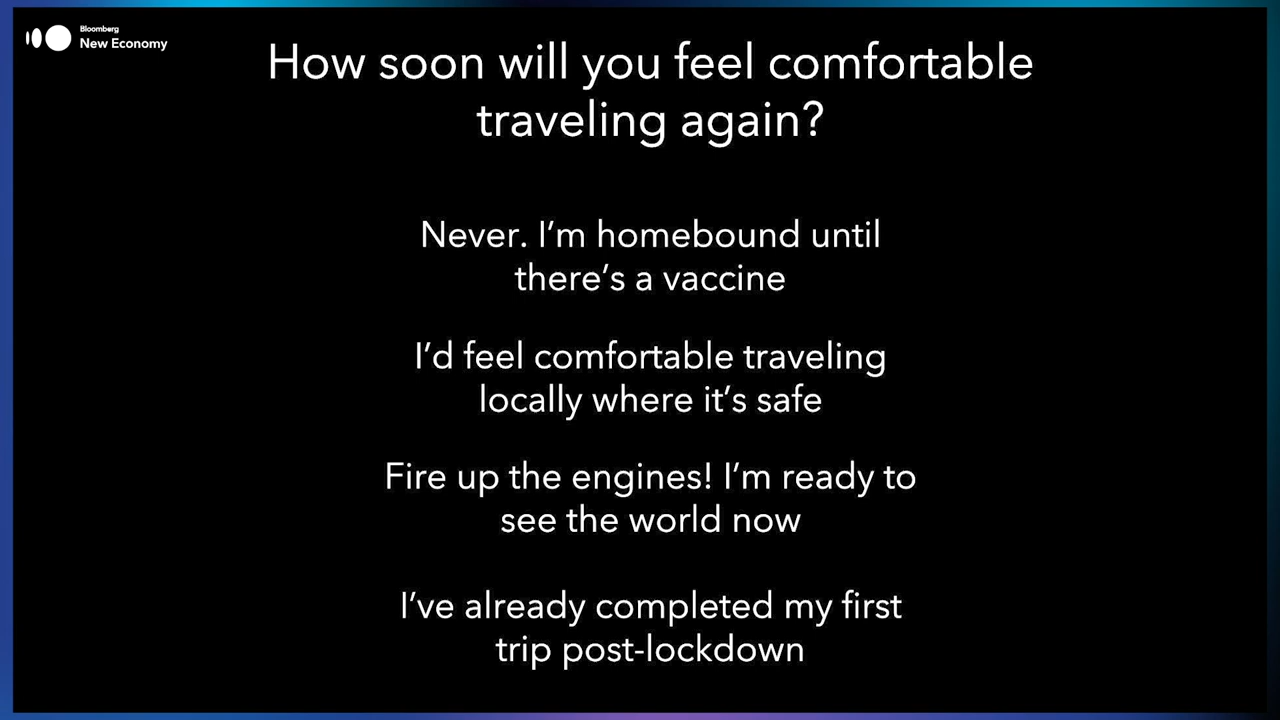 Bloomberg
New Economy
How soon will you feel comfortable
traveling again?
Never. I’m homebound until
there’s a vaccine
I’d feel comfortable traveling
locally where it’s safe
Fire up the engines! I’m ready to
see the world now
I’ve already completed my first
trip post-lockdown